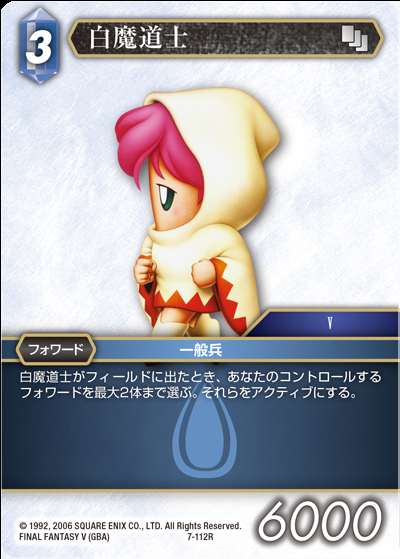 3
白魔道士
V
フォワード
一般兵
白魔道士がフィールドに出たとき、あなたのコントロールする
フォワードを最大2体まで選ぶ。それらをアクティブにする。
© 1992, 2006 SQUARE ENIX CO., LTD. All Rights Reserved.
FINAL FANTASY V (GBA)
7-112R
6000